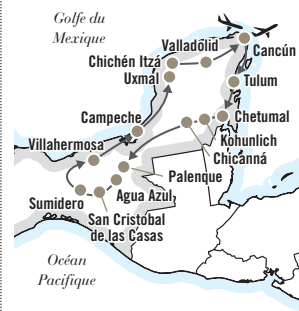 Golfe du
Mexique
Valladolid
Cancún
Chichén Itzá
Uxmal
Tulum
Campeche
Chetumal
Villahermosa
Kohunlich
Chicanná
Palenque
Sumidero
Agua Azul
San Cristobal
de las Casas
Océan
Pacifique